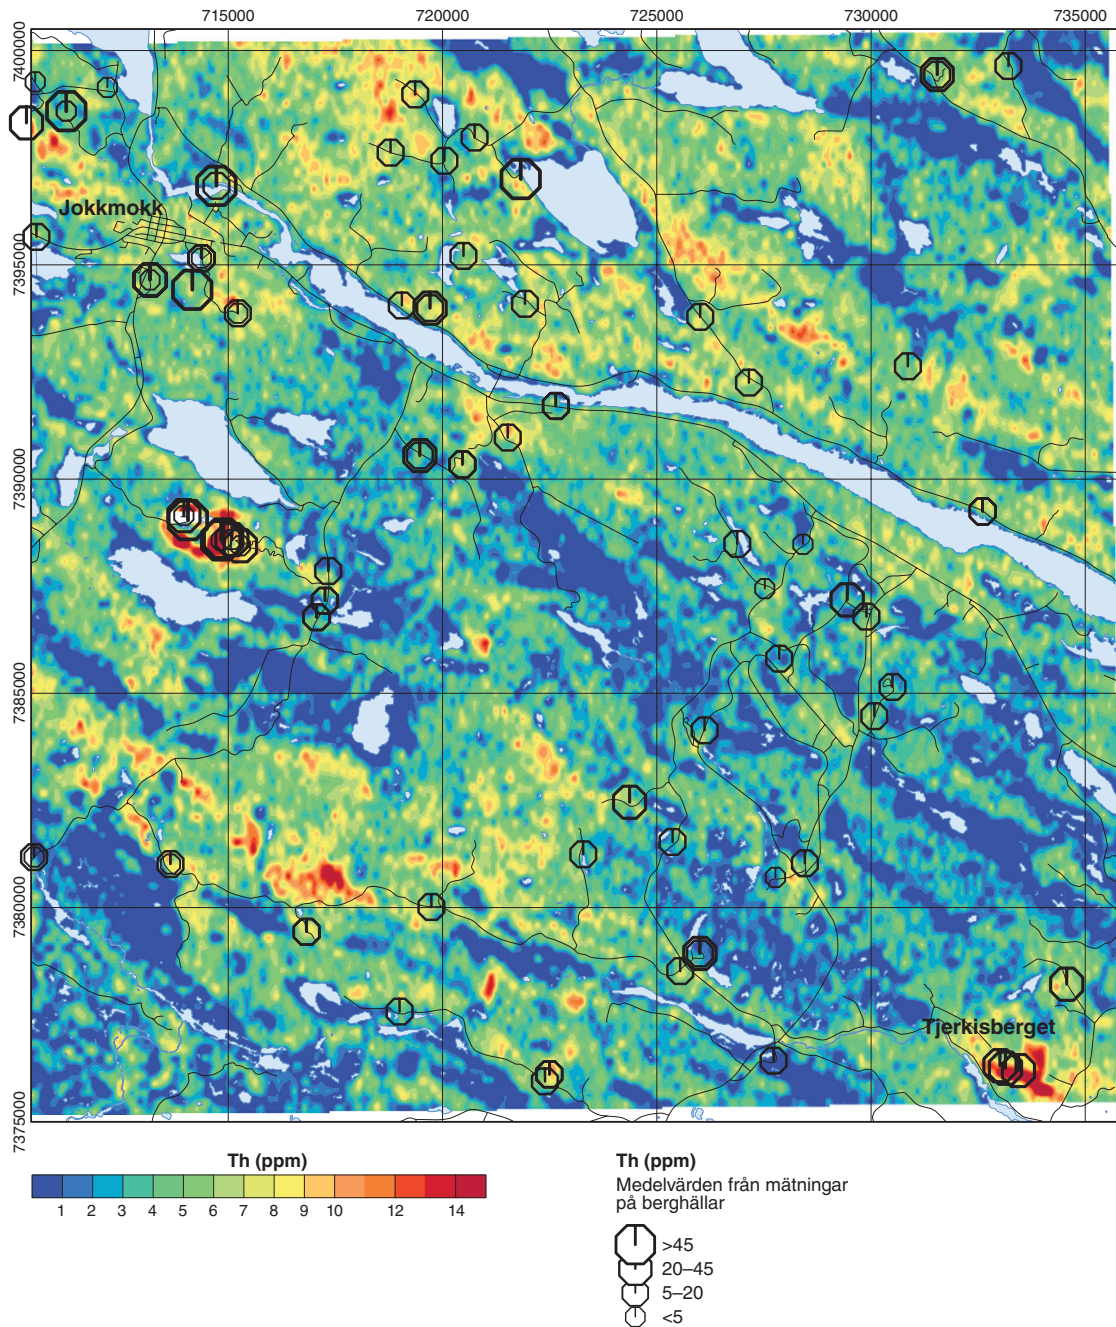 715000 720000 725000 730000 735000
7400000
7395000
7390000
7385000
7380000
7375000
Jokkmokk
Tjerkisberget
Th (ppm)
1 2 3 4 5 6 7 8 9 10 12 14
Th (ppm)
Medelvärden från mätningar
på berghällar
>45
20–45
5–20
<5